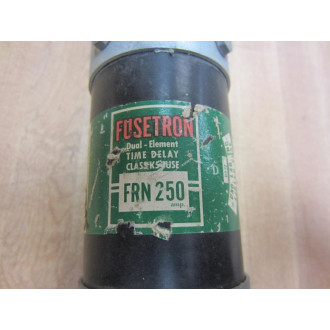 FUSETRON
Dual - Element
TIME DELAY
CLASS K5 FUSE
FRN 250
amp.